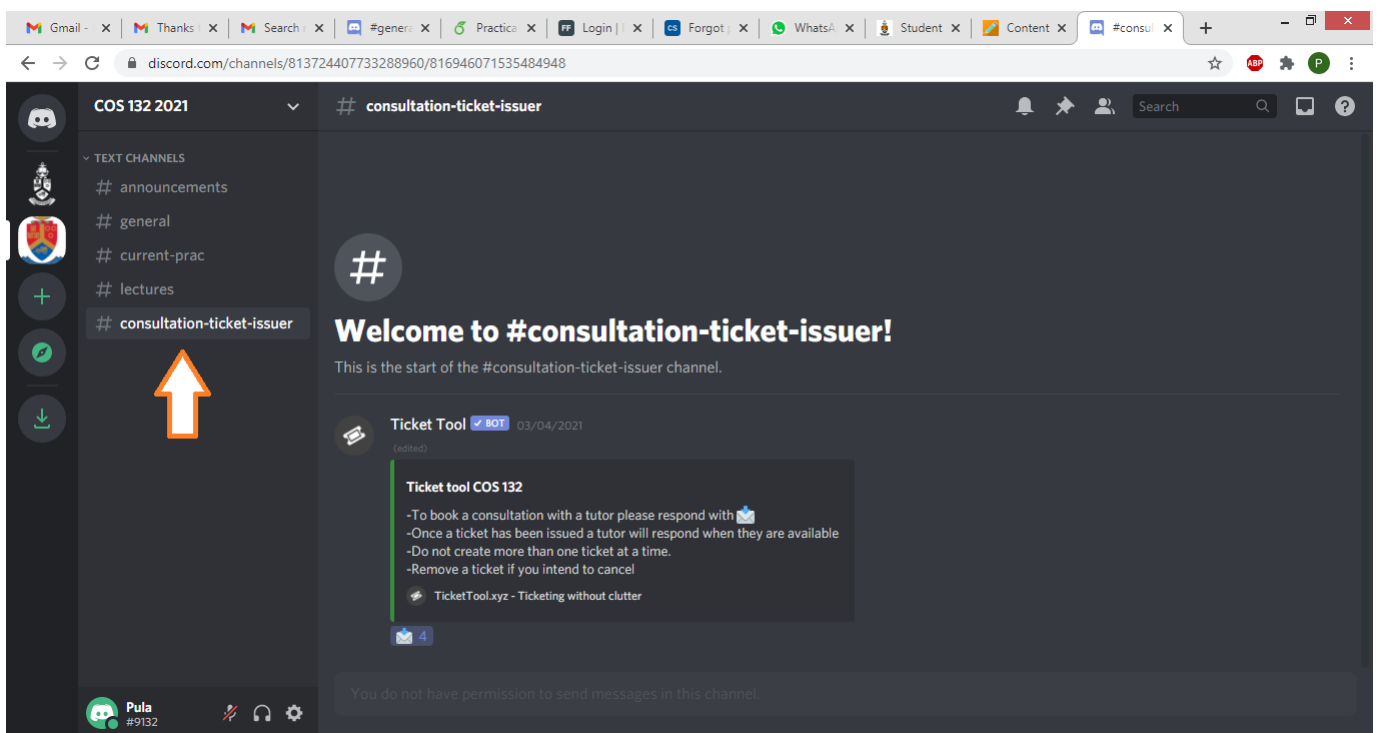 Gmail -
Thanks
Search
#genera
Practica
Login |
Forgot
WhatsA
Student
Content
#consul
discord.com/channels/813724407733288960/816946071535484948
ABP
P
COS 132 2021
# consultation-ticket-issuer
Search
TEXT CHANNELS
# announcements
# general
# current-prac
# lectures
# consultation-ticket-issuer
#
Welcome to #consultation-ticket-issuer!
This is the start of the #consultation-ticket-issuer channel.
Ticket Tool BOT 03/04/2021
(edited)
Ticket tool COS 132
-To book a consultation with a tutor please respond with 📩
-Once a ticket has been issued a tutor will respond when they are available
-Do not create more than one ticket at a time.
-Remove a ticket if you intend to cancel
TicketTool.xyz - Ticketing without clutter
📩 4
You do not have permission to send messages in this channel.
Pula
#9132